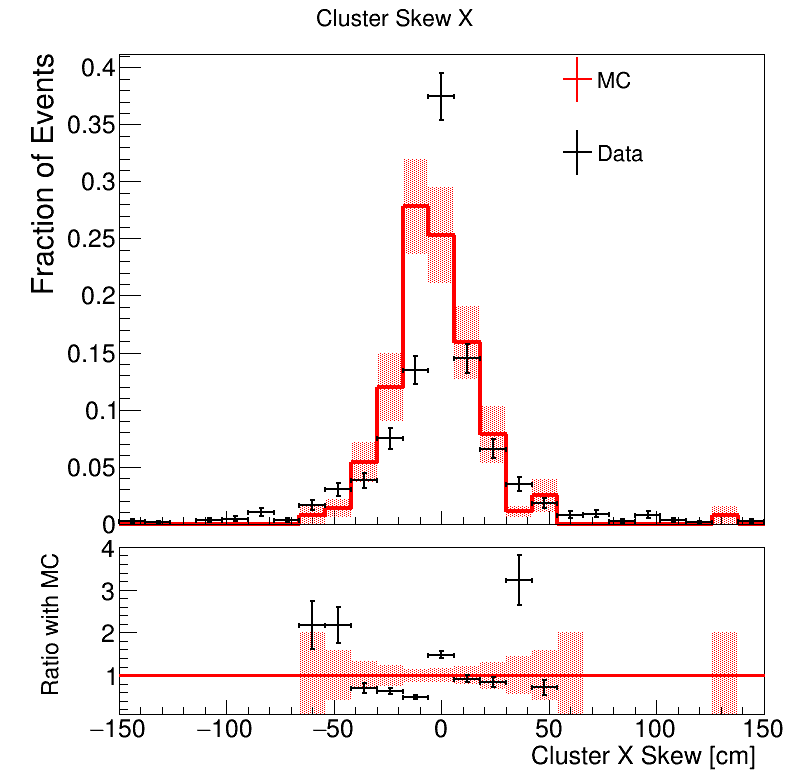 Cluster Skew X
Fraction of Events
0.4
0.35
0.3
0.25
0.2
0.15
0.1
0.05
0
MC
Data
Ratio with MC
4
3
2
1
−150 −100 −50 0 50 100 150
Cluster X Skew [cm]